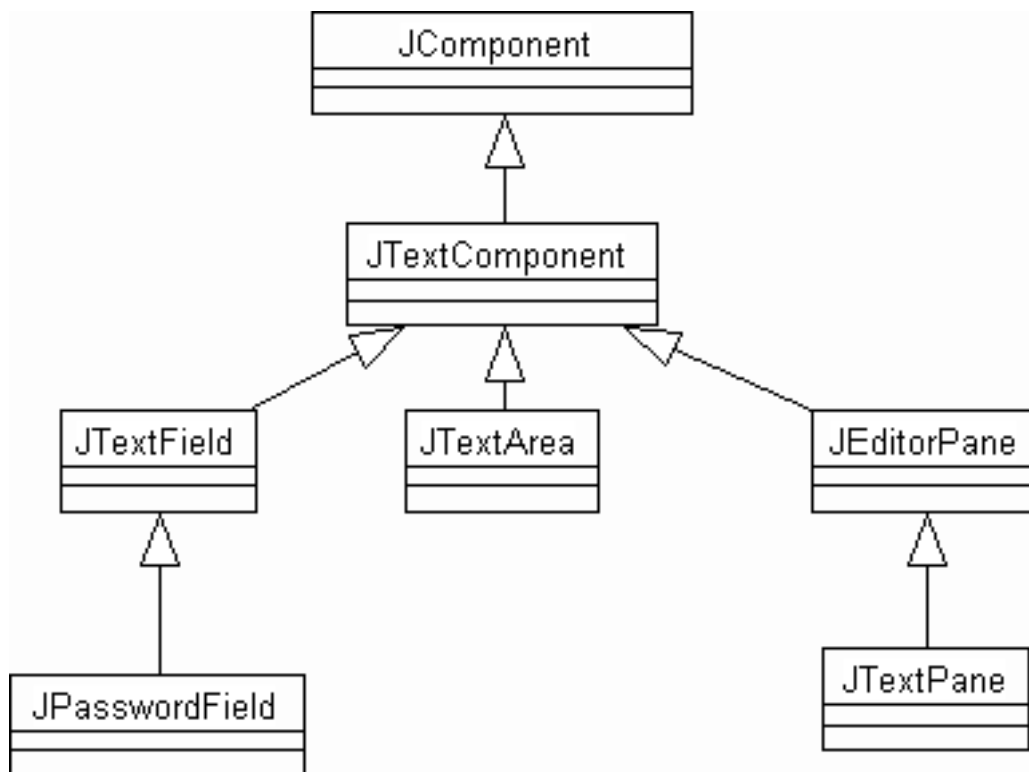 JComponent
JTextComponent
JTextField
JTextArea
JEditorPane
JPasswordField
JTextPane